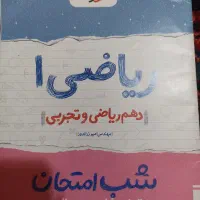 ریاضی ۱
دهم ریاضی و تجربی
شب امتحان